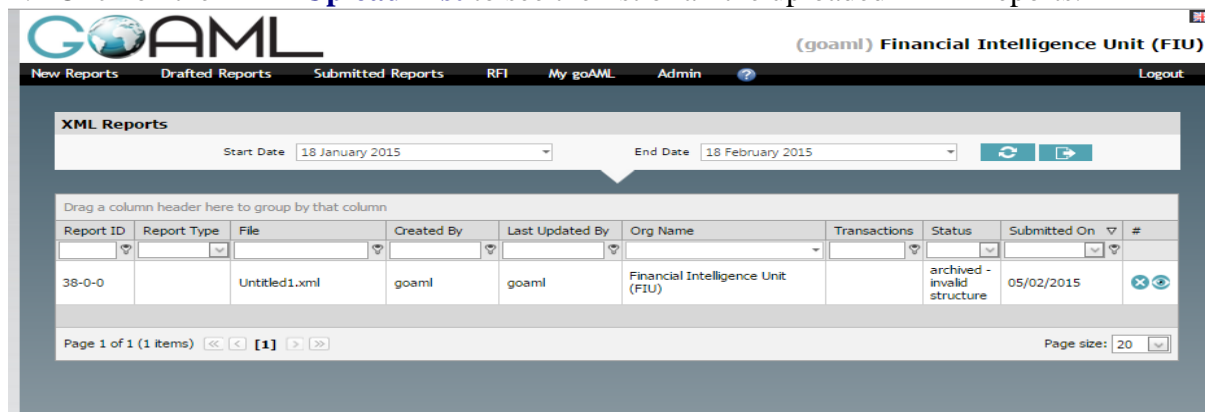 GOAML
(goaml) Financial Intelligence Unit (FIU)
New Reports Drafted Reports Submitted Reports RFI My goAML Admin ? Logout
XML Reports
Start Date 18 January 2015 End Date 18 February 2015
Drag a column header here to group by that column
Report ID Report Type File Created By Last Updated By Org Name Transactions Status Submitted On #
38-0-0 Untitled1.xml goaml goaml Financial Intelligence Unit (FIU) archived - invalid structure 05/02/2015
Page 1 of 1 (1 items) [1] Page size: 20